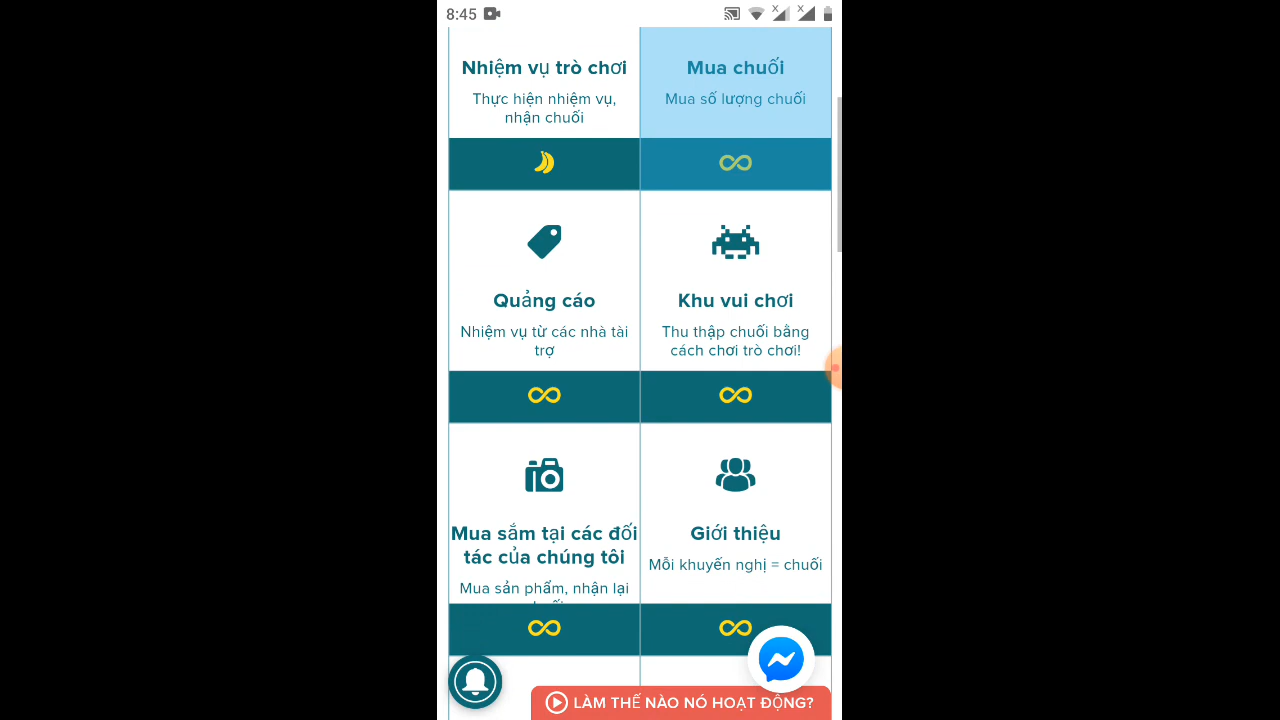 8:45
Nhiệm vụ trò chơi
Thực hiện nhiệm vụ,
nhận chuối
Mua chuối
Mua số lượng chuối
Quảng cáo
Nhiệm vụ từ các nhà tài
trợ
Khu vui chơi
Thu thập chuối bằng
cách chơi trò chơi!
Mua sắm tại các đối
tác của chúng tôi
Mua sản phẩm, nhận lại
Giới thiệu
Mỗi khuyến nghị = chuối
LÀM THẾ NÀO NÓ HOẠT ĐỘNG?